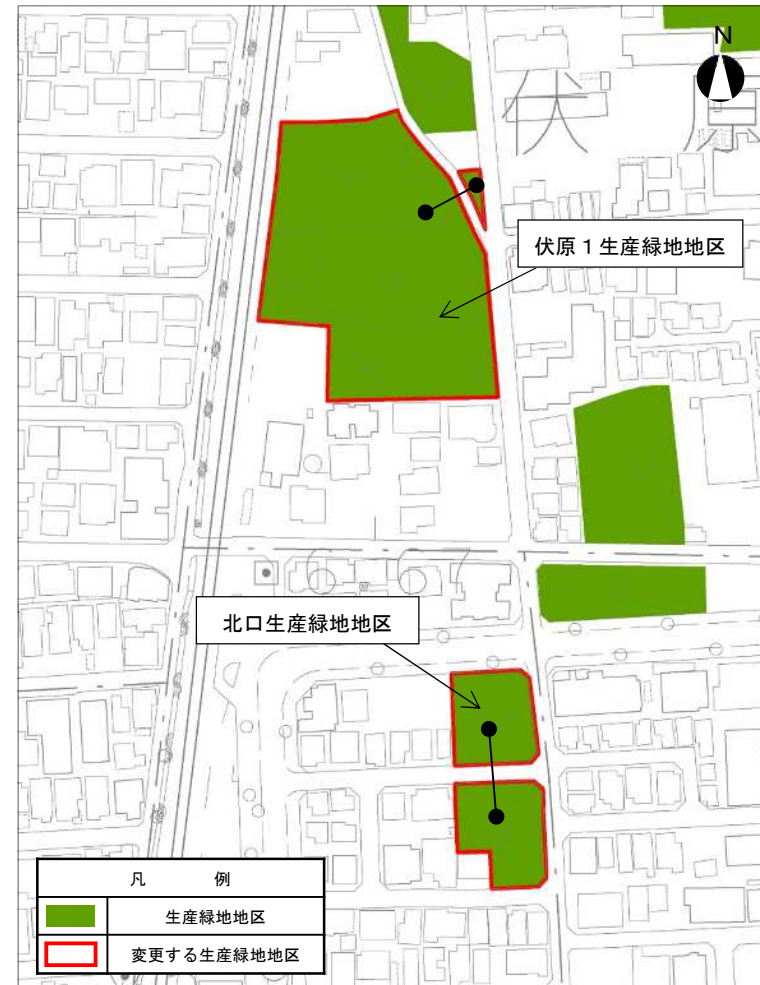 N
伏原
伏原１生産緑地地区
北口生産緑地地区
凡　例
生産緑地地区
変更する生産緑地地区